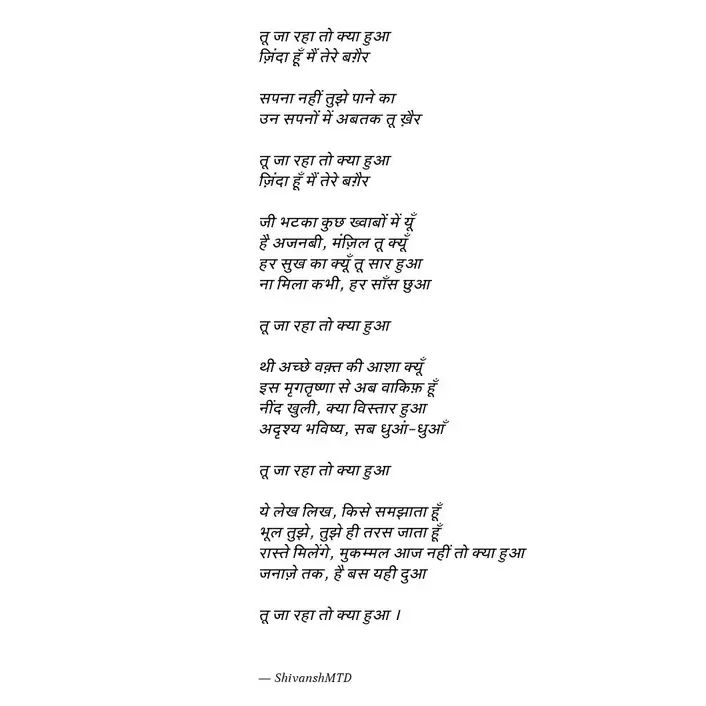 तू जा रहा तो क्या हुआ
ज़िंदा हूँ मैं तेरे बग़ैर
सपना नहीं तुझे पाने का
उन सपनों में अबतक तू ख़ैर
तू जा रहा तो क्या हुआ
ज़िंदा हूँ मैं तेरे बग़ैर
जी भटका कुछ ख्वाबों में यूँ
है अजनबी, मंज़िल तू क्यूँ
हर सुख का क्यूँ तू सार हुआ
ना मिला कभी, हर साँस छुआ
तू जा रहा तो क्या हुआ
थी अच्छे वक़्त की आशा क्यूँ
इस मृगतृष्णा से अब वाकिफ़ हूँ
नींद खुली, क्या विस्तार हुआ
अदृश्य भविष्य, सब धुआं-धुआँ
तू जा रहा तो क्या हुआ
ये लेख लिख, किसे समझाता हूँ
भूल तुझे, तुझे ही तरस जाता हूँ
रास्ते मिलेंगे, मुकम्मल आज नहीं तो क्या हुआ
जनाज़े तक, है बस यही दुआ
तू जा रहा तो क्या हुआ ।
— ShivanshMTD